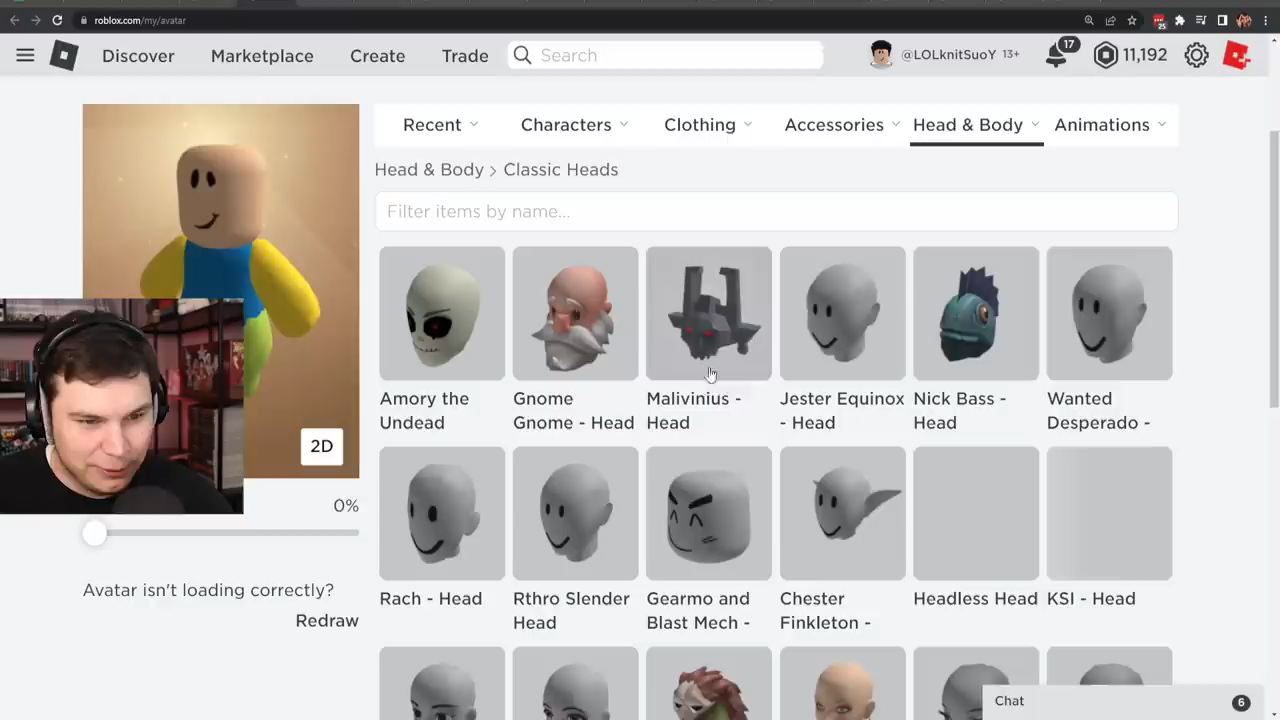 roblox.com/my/avatar
Discover Marketplace Create Trade Search @LOLknitSuoY 13+ 17 11,192
Recent Characters Clothing Accessories Head & Body Animations
Head & Body > Classic Heads
Filter items by name...
Amory the Undead
Gnome Gnome - Head
Malivinius - Head
Jester Equinox - Head
Nick Bass - Head
Wanted Desperado -
2D
0%
Rach - Head
Rthro Slender Head
Gearmo and Blast Mech -
Chester Finkleton -
Headless Head
KSI - Head
Avatar isn't loading correctly?
Redraw
Chat 6